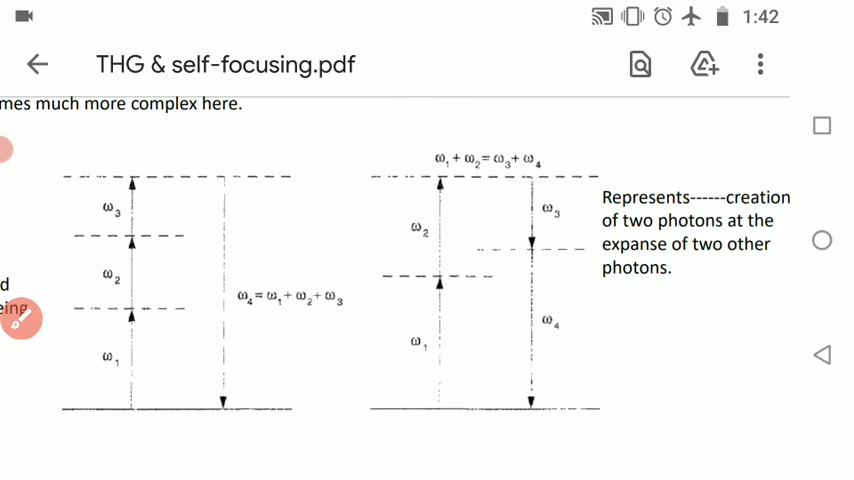 1:42
THG & self-focusing.pdf
mes much more complex here.
ω1 + ω2 = ω3 + ω4
ω3
ω2
ω1
ω4 = ω1 + ω2 + ω3
ω2
ω1
ω3
ω4
Represents------creation
of two photons at the
expanse of two other
photons.
d
eing